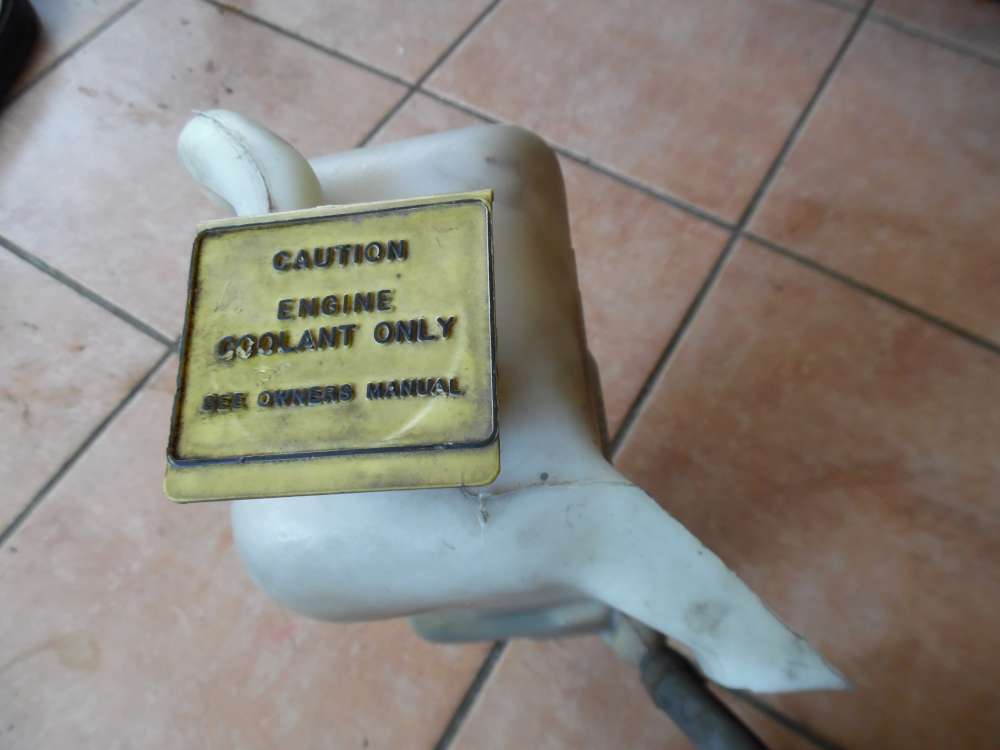 CAUTION
ENGINE
COOLANT ONLY
SEE OWNERS MANUAL